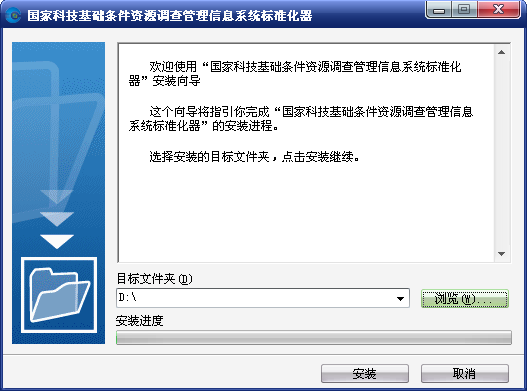 国家科技基础条件资源调查管理信息系统标准化器
欢迎使用“国家科技基础条件资源调查管理信息系统标准化
器”安装向导
这个向导将指引你完成“国家科技基础条件资源调查管理信息
系统标准化器”的安装进程。
选择安装的目标文件夹，点击安装继续。
目标文件夹(D)
D:\
浏览(W)...
安装进度
安装
取消